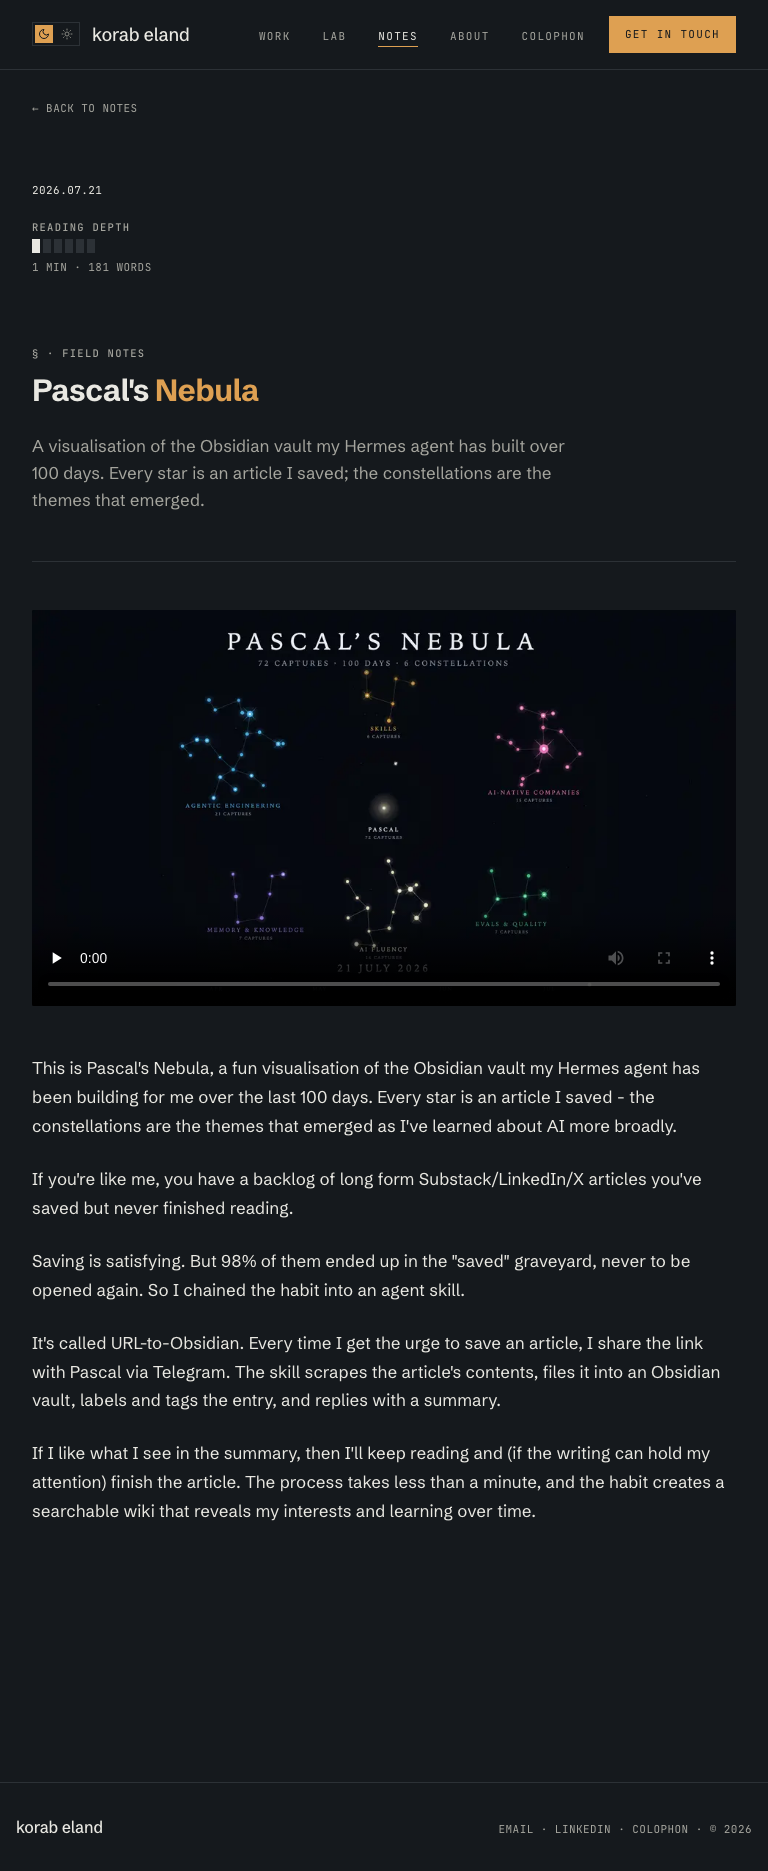 korab eland
WORK
LAB
NOTES
ABOUT
COLOPHON
GET IN TOUCH
← BACK TO NOTES
2026.07.21
READING DEPTH
1 MIN · 181 WORDS
§ · FIELD NOTES
Pascal's Nebula
A visualisation of the Obsidian vault my Hermes agent has built over
100 days. Every star is an article I saved; the constellations are the
themes that emerged.
PASCAL'S NEBULA
72 CAPTURES · 100 DAYS · 6 CONSTELLATIONS
SKILLS
6 CAPTURES
AGENTIC ENGINEERING
21 CAPTURES
AI-NATIVE COMPANIES
PASCAL
72 CAPTURES
MEMORY & KNOWLEDGE
7 CAPTURES
EVALS & QUALITY
7 CAPTURES
AI FLUENCY
21 JULY 2026
0:00
This is Pascal's Nebula, a fun visualisation of the Obsidian vault my Hermes agent has
been building for me over the last 100 days. Every star is an article I saved - the
constellations are the themes that emerged as I've learned about AI more broadly.
If you're like me, you have a backlog of long form Substack/LinkedIn/X articles you've
saved but never finished reading.
Saving is satisfying. But 98% of them ended up in the "saved" graveyard, never to be
opened again. So I chained the habit into an agent skill.
It's called URL-to-Obsidian. Every time I get the urge to save an article, I share the link
with Pascal via Telegram. The skill scrapes the article's contents, files it into an Obsidian
vault, labels and tags the entry, and replies with a summary.
If I like what I see in the summary, then I'll keep reading and (if the writing can hold my
attention) finish the article. The process takes less than a minute, and the habit creates a
searchable wiki that reveals my interests and learning over time.
korab eland
EMAIL · LINKEDIN · COLOPHON · © 2026